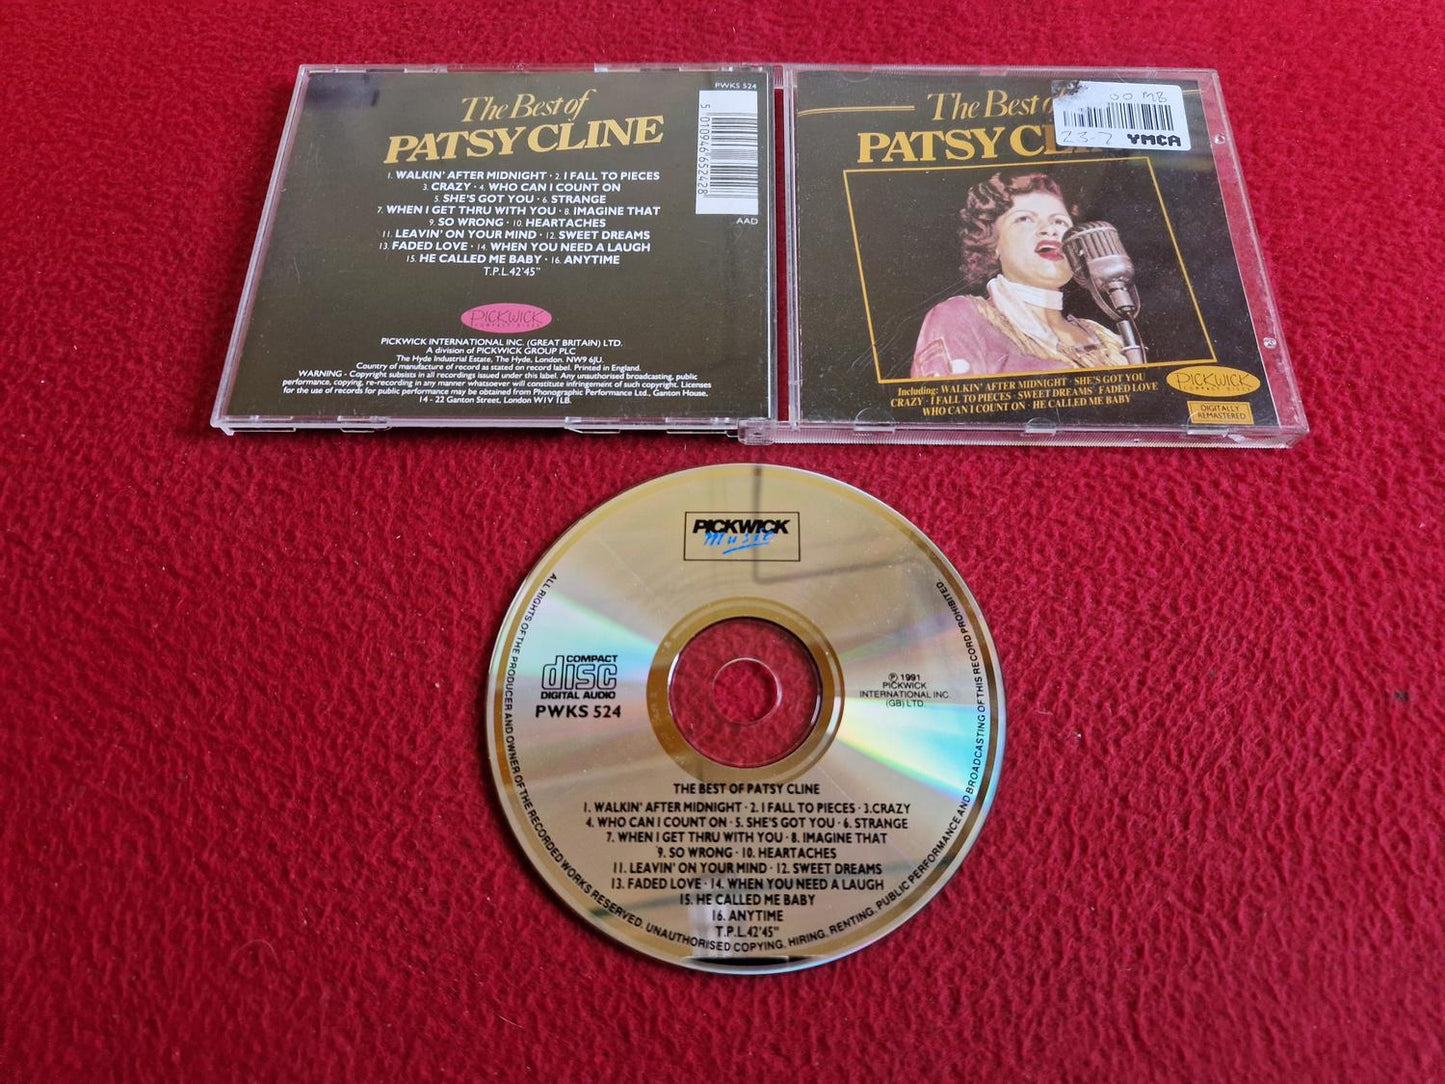 PWKS 524
The Best of
PATSY CLINE
1. WALKIN' AFTER MIDNIGHT · 2. I FALL TO PIECES
3. CRAZY · 4. WHO CAN I COUNT ON
5. SHE'S GOT YOU · 6. STRANGE
7. WHEN I GET THRU WITH YOU · 8. IMAGINE THAT
9. SO WRONG · 10. HEARTACHES
11. LEAVIN' ON YOUR MIND · 12. SWEET DREAMS
13. FADED LOVE · 14. WHEN YOU NEED A LAUGH
15. HE CALLED ME BABY · 16. ANYTIME
T.P.L. 42'45"
5 010946 652428
AAD
PICKWICK
COMPACT DISCS
PICKWICK INTERNATIONAL INC. (GREAT BRITAIN) LTD.
A division of PICKWICK GROUP PLC
The Hyde Industrial Estate, The Hyde, London. NW9 6JU.
Country of manufacture as stated on record label. Printed in England.
WARNING - Copyright subsists in all recordings issued under this label. Any unauthorised broadcasting, public
performance, copying, re-recording in any manner whatsoever will constitute infringement of such copyright. Licenses
for the use of records for public performance may be obtained from Phonographic Performance Ltd., Ganton House,
14 - 22 Ganton Street, London W1V 1LB.
The Best of
PATSY CL
00 MB
23-7 YMCA
Including: WALKIN' AFTER MIDNIGHT · SHE'S GOT YOU
CRAZY · I FALL TO PIECES · SWEET DREAMS · FADED LOVE
WHO CAN I COUNT ON · HE CALLED ME BABY
PICKWICK
COMPACT DISCS
DIGITALLY
REMASTERED
PICKWICK
Music
COMPACT
disc
DIGITAL AUDIO
PWKS 524
℗ 1991
PICKWICK
INTERNATIONAL INC.
(GB) LTD.
THE BEST OF PATSY CLINE
1. WALKIN' AFTER MIDNIGHT · 2. I FALL TO PIECES · 3. CRAZY
4. WHO CAN I COUNT ON · 5. SHE'S GOT YOU · 6. STRANGE
7. WHEN I GET THRU WITH YOU · 8. IMAGINE THAT
9. SO WRONG · 10. HEARTACHES
11. LEAVIN' ON YOUR MIND · 12. SWEET DREAMS
13. FADED LOVE · 14. WHEN YOU NEED A LAUGH
15. HE CALLED ME BABY
16. ANYTIME
T.P.L. 42'45"
ALL RIGHTS OF THE PRODUCER AND OWNER OF THE RECORDED WORKS RESERVED. UNAUTHORISED COPYING, HIRING, RENTING, PUBLIC PERFORMANCE AND BROADCASTING OF THIS RECORD PROHIBITED